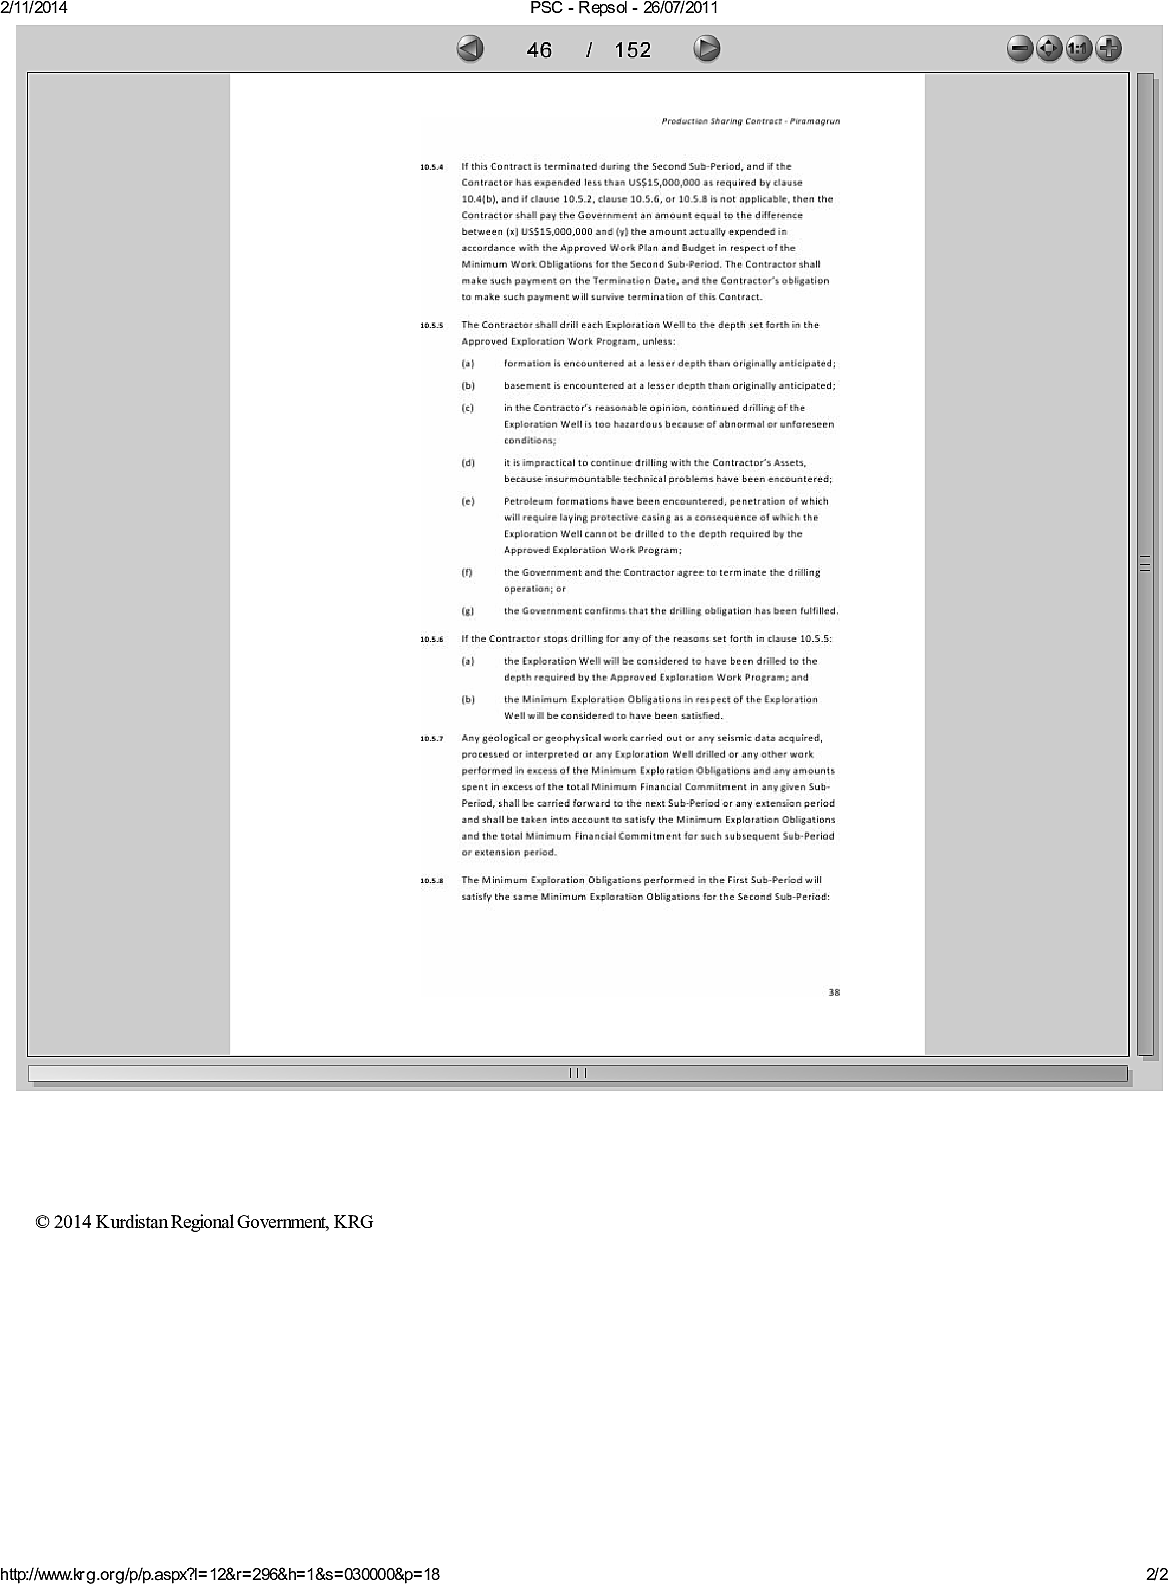 2/11/2014 PSC - Repsol - 26/07/2011
46 / 152
1:1
Production Sharing Contract - Piramagrun
10.5.4 If this Contract is terminated during the Second Sub-Period, and if the
Contractor has expended less than US$15,000,000 as required by clause
10.4(b), and if clause 10.5.2, clause 10.5.6, or 10.5.8 is not applicable, then the
Contractor shall pay the Government an amount equal to the difference
between (x) US$15,000,000 and (y) the amount actually expended in
accordance with the Approved Work Plan and Budget in respect of the
Minimum Work Obligations for the Second Sub-Period. The Contractor shall
make such payment on the Termination Date, and the Contractor's obligation
to make such payment will survive termination of this Contract.
10.5.5 The Contractor shall drill each Exploration Well to the depth set forth in the
Approved Exploration Work Program, unless:
(a) formation is encountered at a lesser depth than originally anticipated;
(b) basement is encountered at a lesser depth than originally anticipated;
(c) in the Contractor's reasonable opinion, continued drilling of the
Exploration Well is too hazardous because of abnormal or unforeseen
conditions;
(d) it is impractical to continue drilling with the Contractor's Assets,
because insurmountable technical problems have been encountered;
(e) Petroleum formations have been encountered, penetration of which
will require laying protective casing as a consequence of which the
Exploration Well cannot be drilled to the depth required by the
Approved Exploration Work Program;
(f) the Government and the Contractor agree to terminate the drilling
operation; or
(g) the Government confirms that the drilling obligation has been fulfilled.
10.5.6 If the Contractor stops drilling for any of the reasons set forth in clause 10.5.5:
(a) the Exploration Well will be considered to have been drilled to the
depth required by the Approved Exploration Work Program; and
(b) the Minimum Exploration Obligations in respect of the Exploration
Well will be considered to have been satisfied.
10.5.7 Any geological or geophysical work carried out or any seismic data acquired,
processed or interpreted or any Exploration Well drilled or any other work
performed in excess of the Minimum Exploration Obligations and any amounts
spent in excess of the total Minimum Financial Commitment in any given Sub-
Period, shall be carried forward to the next Sub-Period or any extension period
and shall be taken into account to satisfy the Minimum Exploration Obligations
and the total Minimum Financial Commitment for such subsequent Sub-Period
or extension period.
10.5.8 The Minimum Exploration Obligations performed in the First Sub-Period will
satisfy the same Minimum Exploration Obligations for the Second Sub-Period:
38
© 2014 Kurdistan Regional Government, KRG
http://www.krg.org/p/p.aspx?l=12&r=296&h=1&s=030000&p=18 2/2